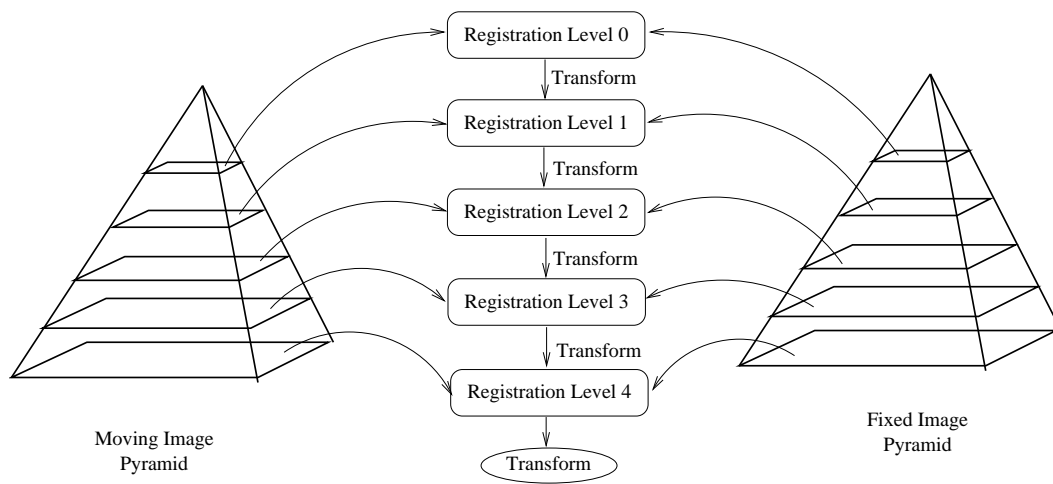 Registration Level 0
Transform
Registration Level 1
Transform
Registration Level 2
Transform
Registration Level 3
Transform
Registration Level 4
Transform
Moving Image
Pyramid
Fixed Image
Pyramid